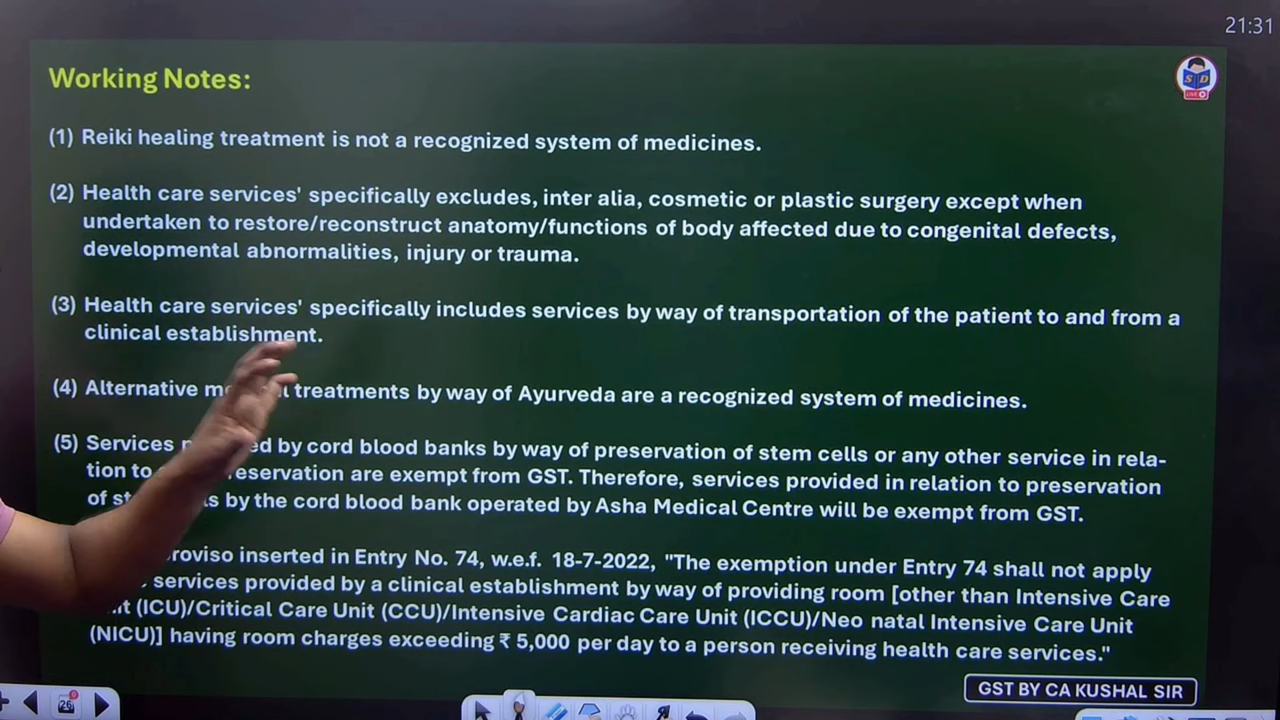 21:31
Working Notes:
S D
LIVE
(1) Reiki healing treatment is not a recognized system of medicines.
(2) Health care services' specifically excludes, inter alia, cosmetic or plastic surgery except when
undertaken to restore/reconstruct anatomy/functions of body affected due to congenital defects,
developmental abnormalities, injury or trauma.
(3) Health care services' specifically includes services by way of transportation of the patient to and from a
clinical establishment.
(4) Alternative treatments by way of Ayurveda are a recognized system of medicines.
(5) Services by cord blood banks by way of preservation of stem cells or any other service in rela-
tion to are exempt from GST. Therefore, services provided in relation to preservation
of by the cord blood bank operated by Asha Medical Centre will be exempt from GST.
inserted in Entry No. 74, w.e.f. 18-7-2022, "The exemption under Entry 74 shall not apply
services provided by a clinical establishment by way of providing room [other than Intensive Care
(ICU)/Critical Care Unit (CCU)/Intensive Cardiac Care Unit (ICCU)/Neo natal Intensive Care Unit
(NICU)] having room charges exceeding ₹ 5,000 per day to a person receiving health care services."
GST BY CA KUSHAL SIR
26